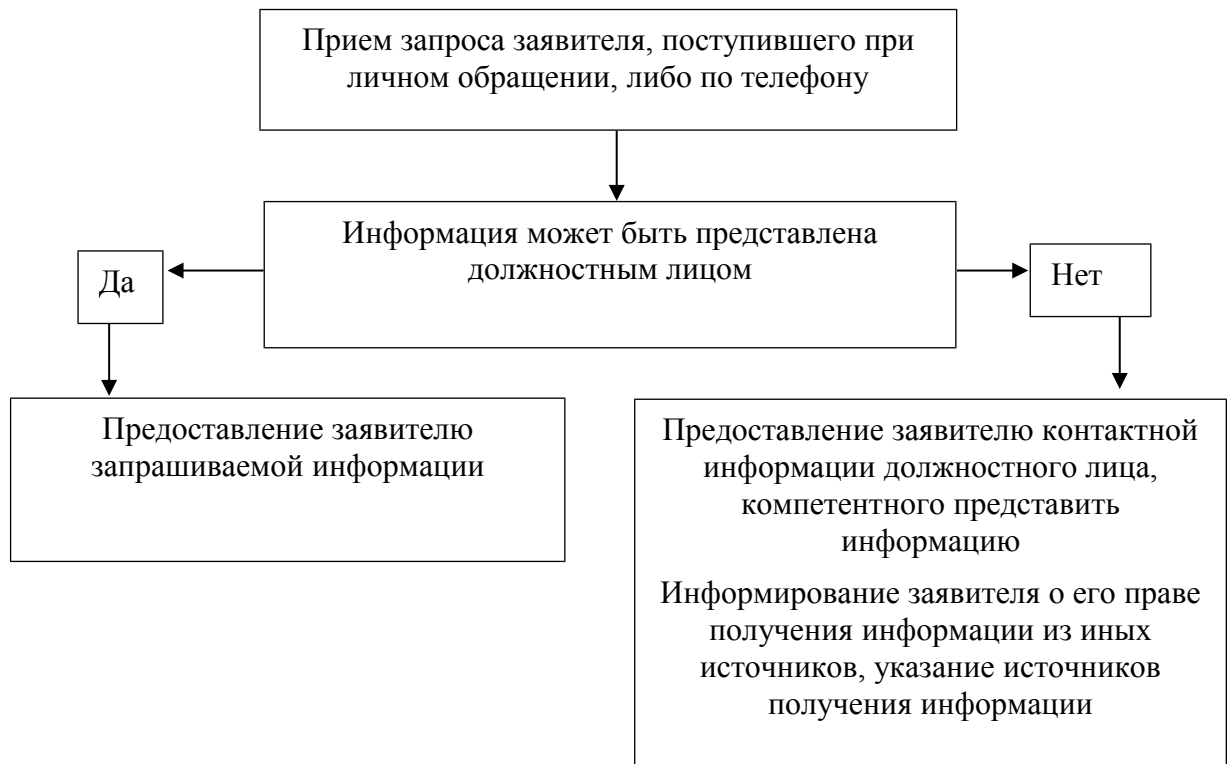 Прием запроса заявителя, поступившего при
личном обращении, либо по телефону
Информация может быть представлена
должностным лицом
Да
Нет
Предоставление заявителю
запрашиваемой информации
Предоставление заявителю контактной
информации должностного лица,
компетентного представить
информацию
Информирование заявителя о его праве
получения информации из иных
источников, указание источников
получения информации